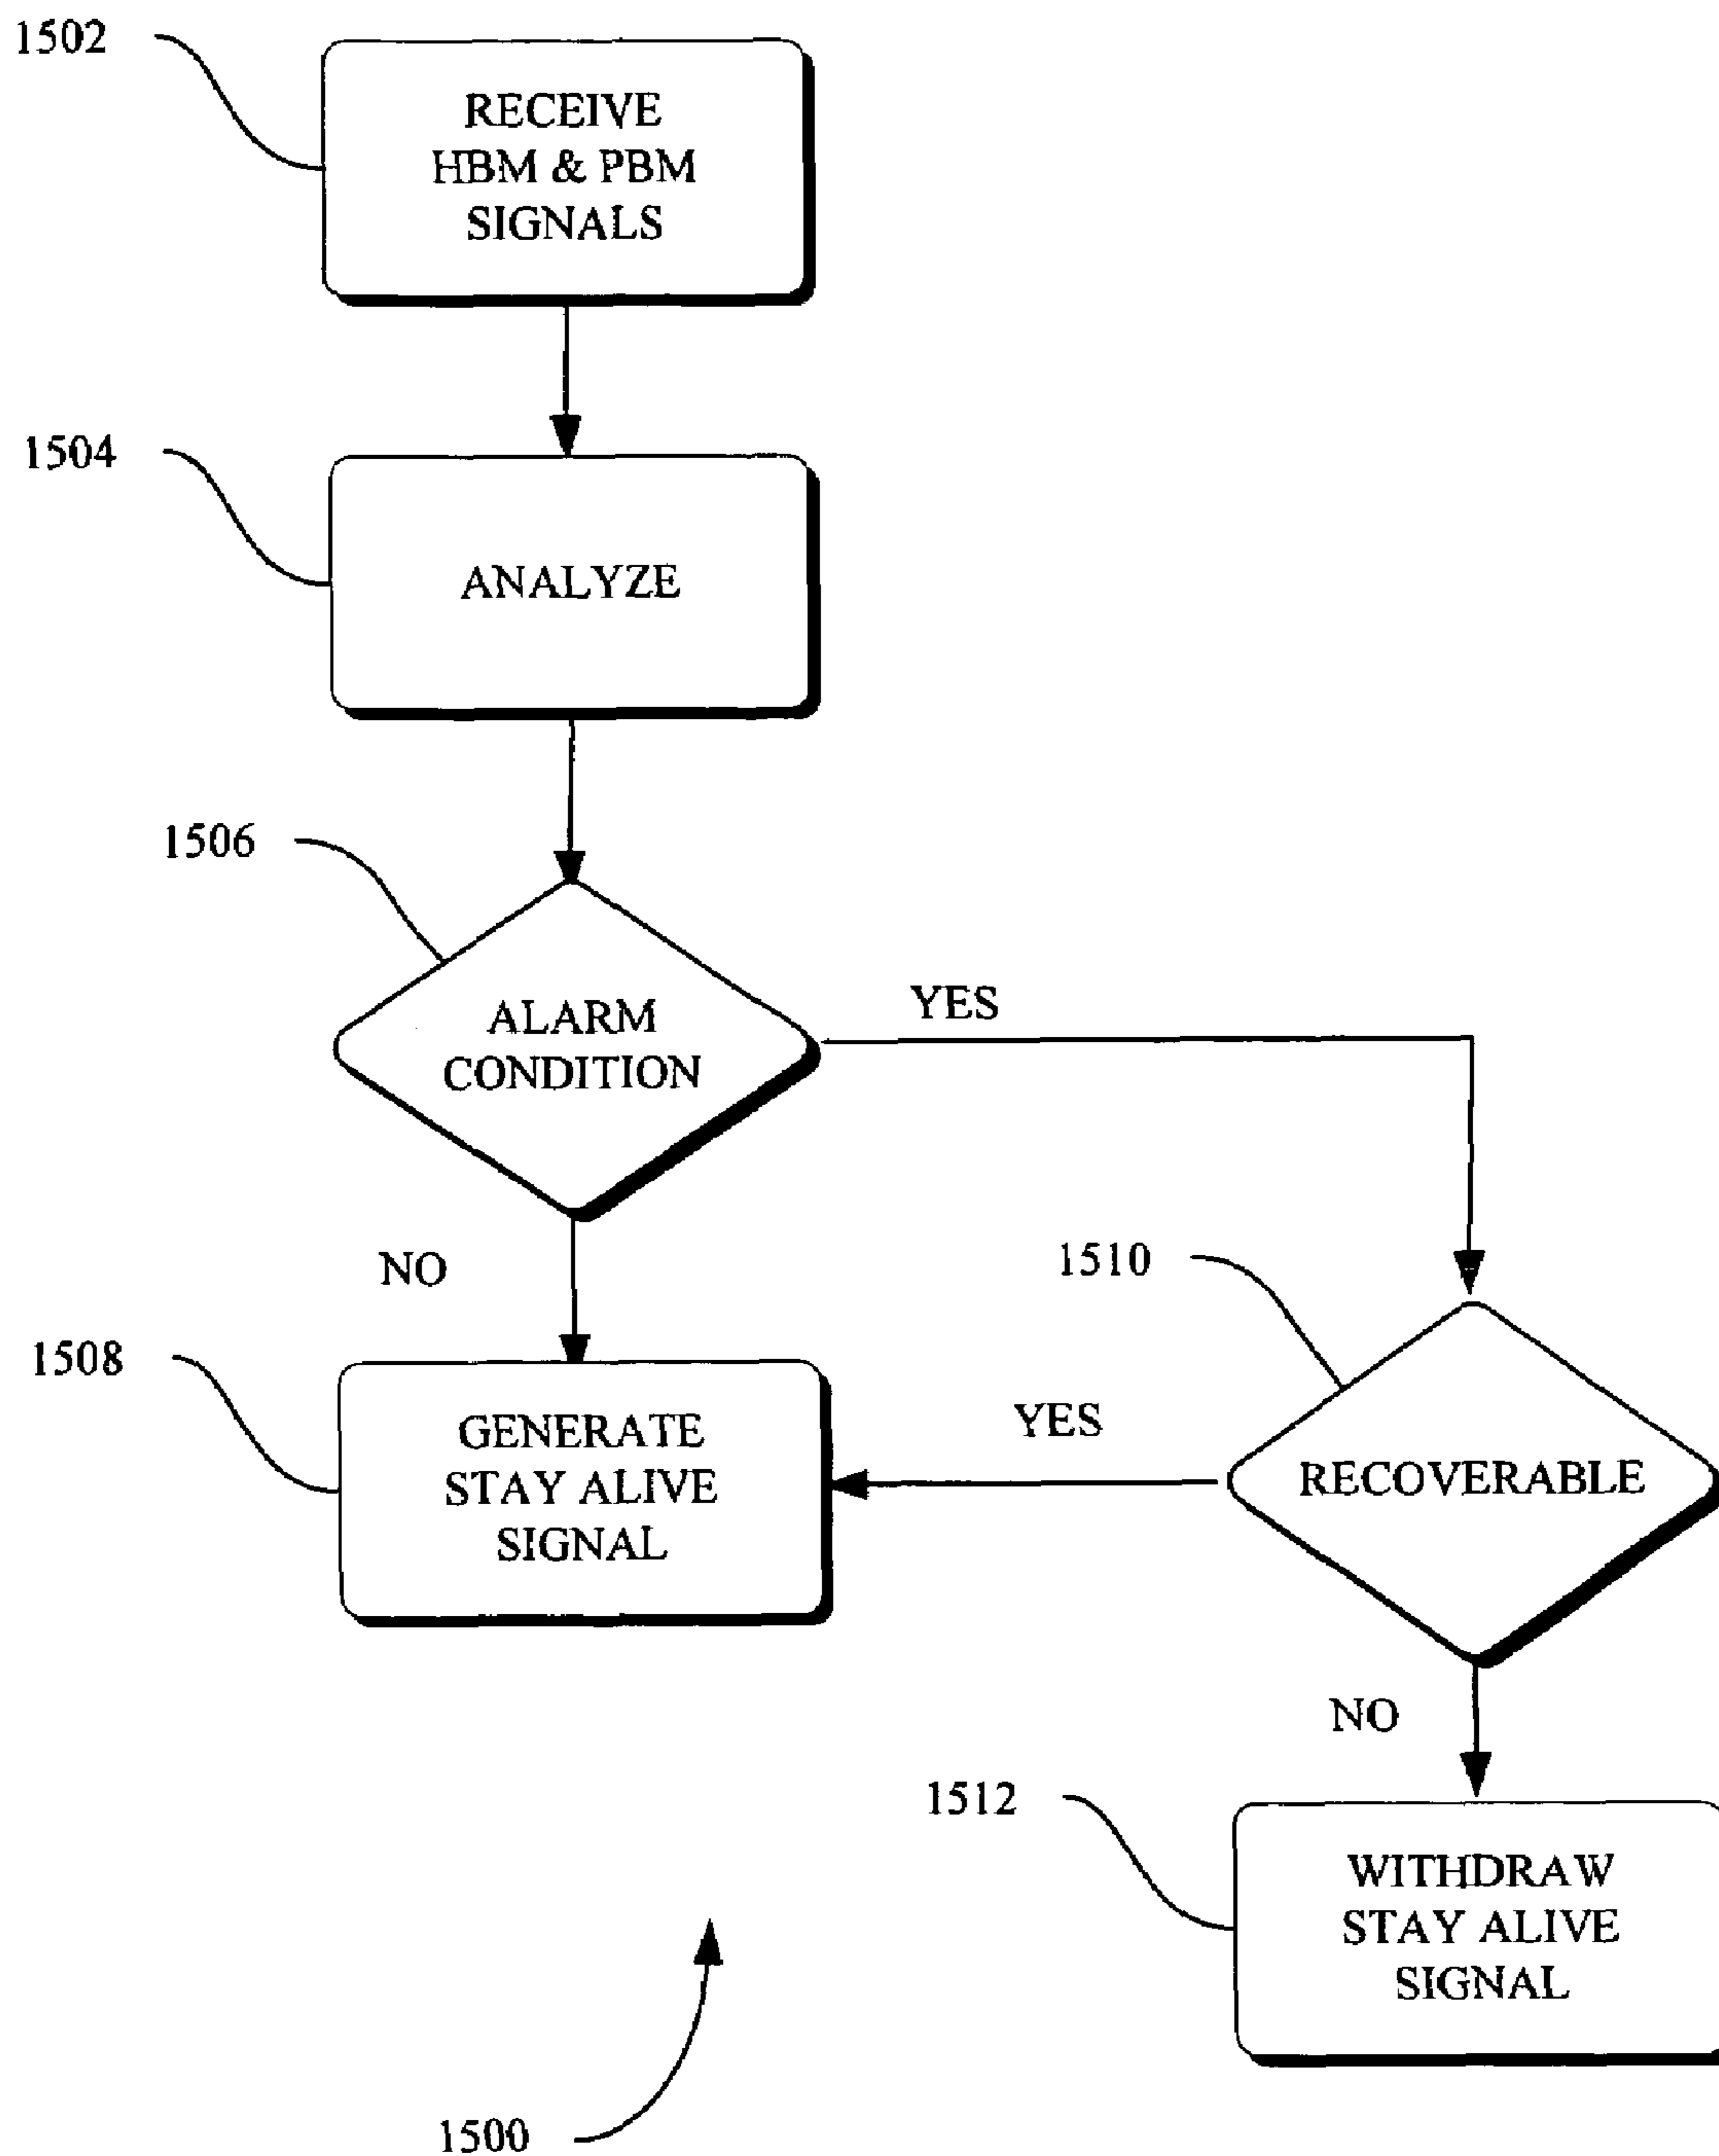 1502
RECEIVE
HBM & PBM
SIGNALS
1504
ANALYZE
1506
ALARM
CONDITION
YES
NO
1510
1508
GENERATE
STAY ALIVE
SIGNAL
YES
RECOVERABLE
NO
1512
WITHDRAW
STAY ALIVE
SIGNAL
1500